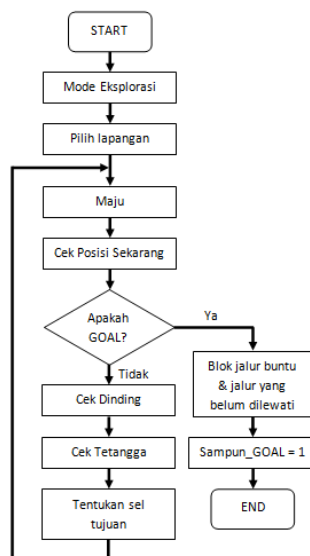 START
Mode Eksplorasi
Pilih lapangan
Maju
Cek Posisi Sekarang
Apakah
GOAL?
Ya
Tidak
Blok jalur buntu
& jalur yang
belum dilewati
Cek Dinding
Cek Tetangga
Sampun_GOAL = 1
Tentukan sel
tujuan
END